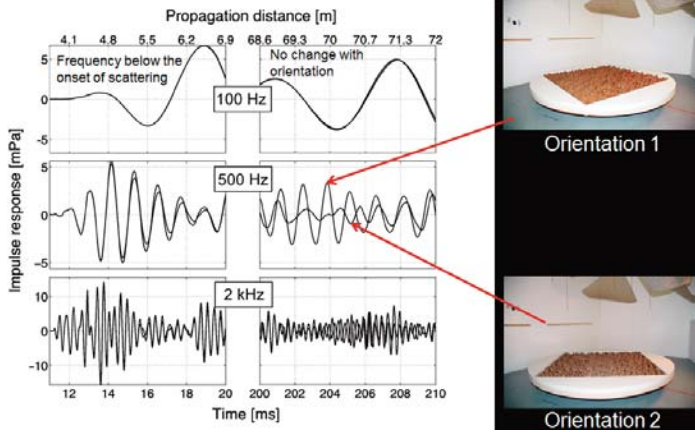 Propagation distance [m]
4.1 4.8 5.5 6.2 6.9 68.6 69.3 70 70.7 71.3 72
Frequency below the
onset of scattering
No change with
orientation
5
0
-5
100 Hz
Orientation 1
Impulse response [mPa]
5
0
-5
500 Hz
10
0
-10
2 kHz
12 14 16 18 20 200 202 204 206 208 210
Time [ms]
Orientation 2